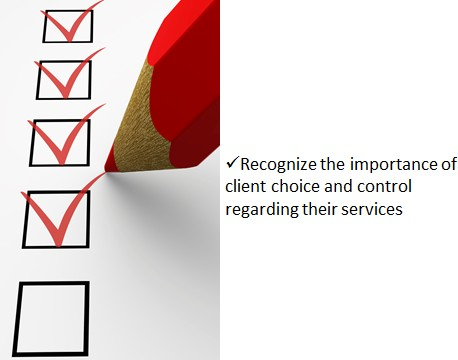 ✓Recognize the importance of
client choice and control
regarding their services